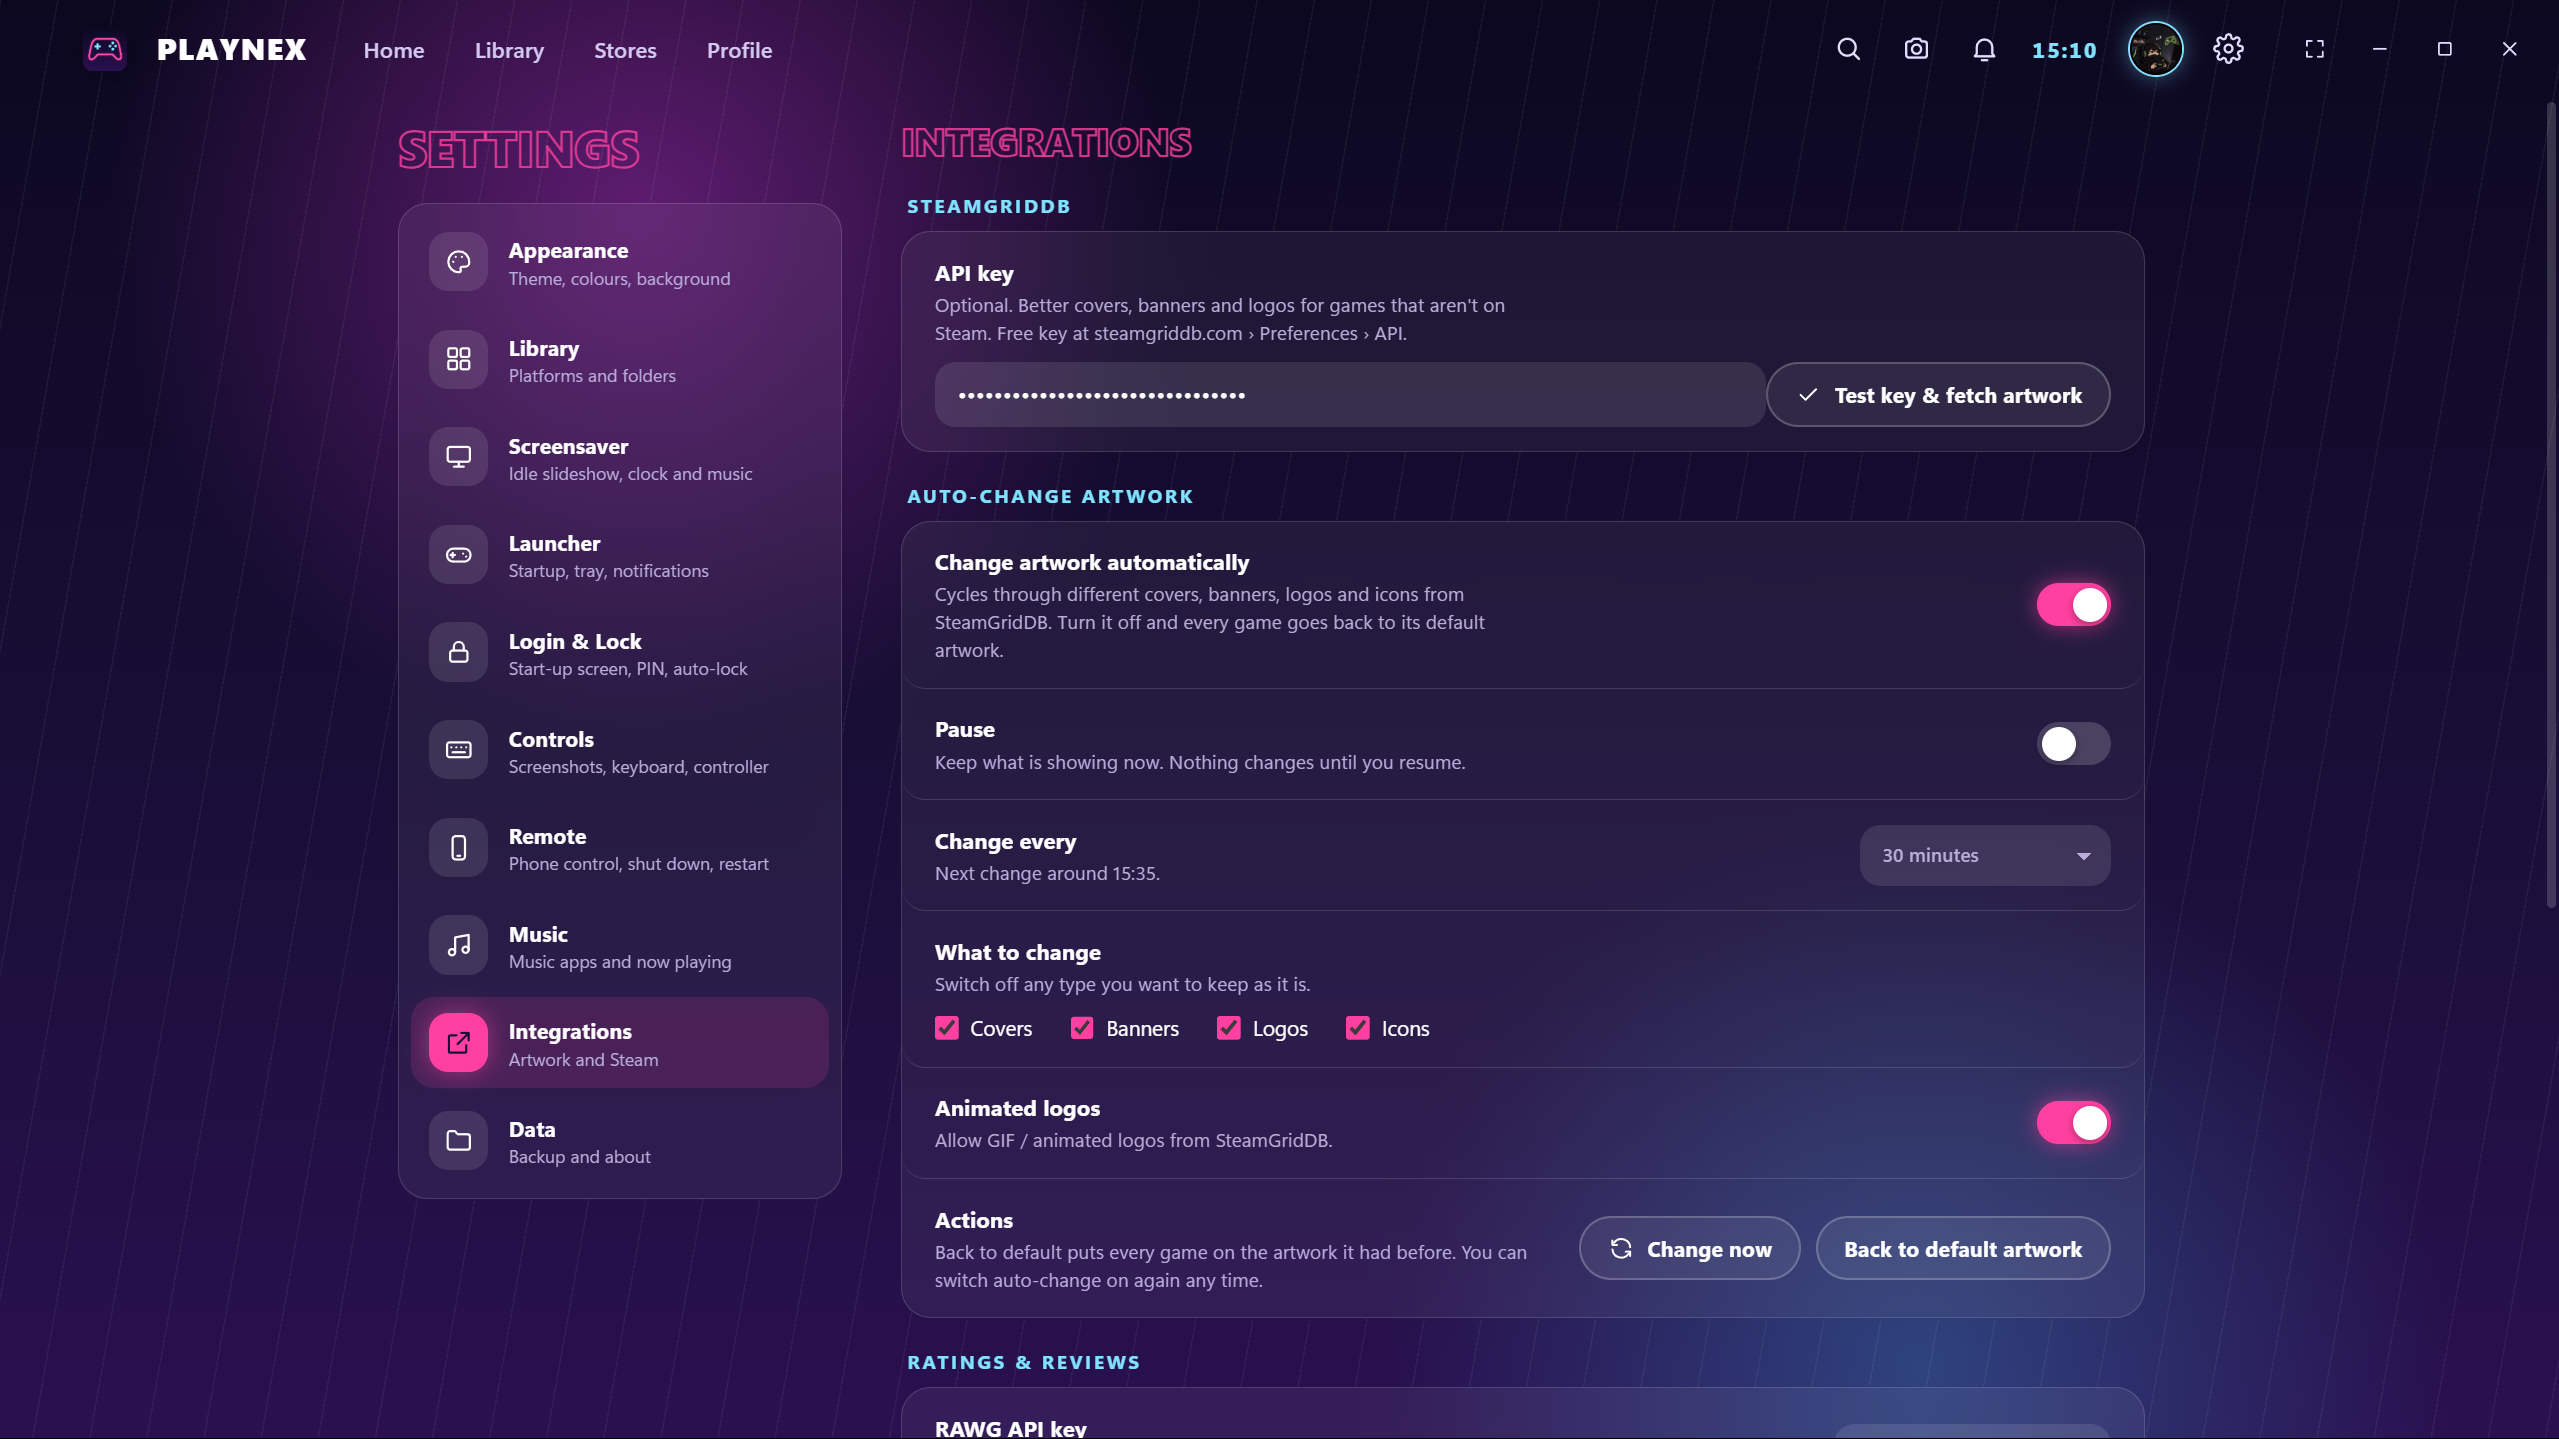 PLAYNEX
Home
Library
Stores
Profile
15:10
SETTINGS
Appearance
Theme, colours, background
Library
Platforms and folders
Screensaver
Idle slideshow, clock and music
Launcher
Startup, tray, notifications
Login & Lock
Start-up screen, PIN, auto-lock
Controls
Screenshots, keyboard, controller
Remote
Phone control, shut down, restart
Music
Music apps and now playing
Integrations
Artwork and Steam
Data
Backup and about
INTEGRATIONS
STEAMGRIDDB
API key
Optional. Better covers, banners and logos for games that aren't on
Steam. Free key at steamgriddb.com › Preferences › API.
••••••••••••••••••••••••••••••••
Test key & fetch artwork
AUTO-CHANGE ARTWORK
Change artwork automatically
Cycles through different covers, banners, logos and icons from
SteamGridDB. Turn it off and every game goes back to its default
artwork.
Pause
Keep what is showing now. Nothing changes until you resume.
Change every
Next change around 15:35.
30 minutes
What to change
Switch off any type you want to keep as it is.
Covers
Banners
Logos
Icons
Animated logos
Allow GIF / animated logos from SteamGridDB.
Actions
Back to default puts every game on the artwork it had before. You can
switch auto-change on again any time.
Change now
Back to default artwork
RATINGS & REVIEWS
RAWG API key